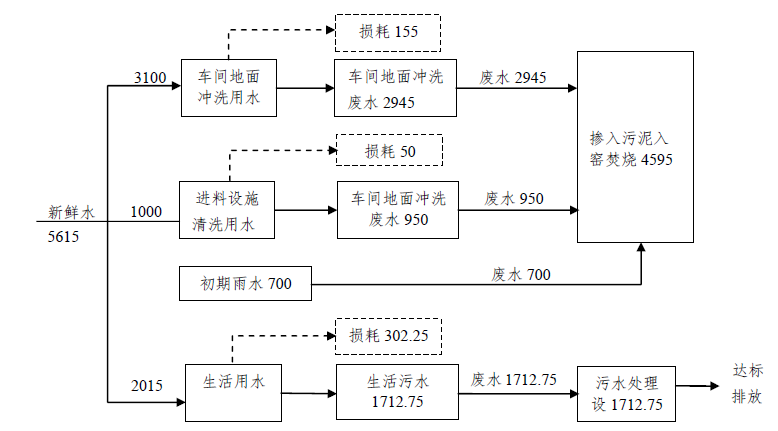 损耗 155
3100
车间地面
冲洗用水
车间地面冲洗
废水 2945
废水 2945
掺入污泥入
窑焚烧 4595
损耗 50
新鲜水
5615
1000
进料设施
清洗用水
车间地面冲洗
废水 950
废水 950
初期雨水 700
废水 700
损耗 302.25
2015
生活用水
生活污水
1712.75
废水 1712.75
污水处理
设 1712.75
达标
排放